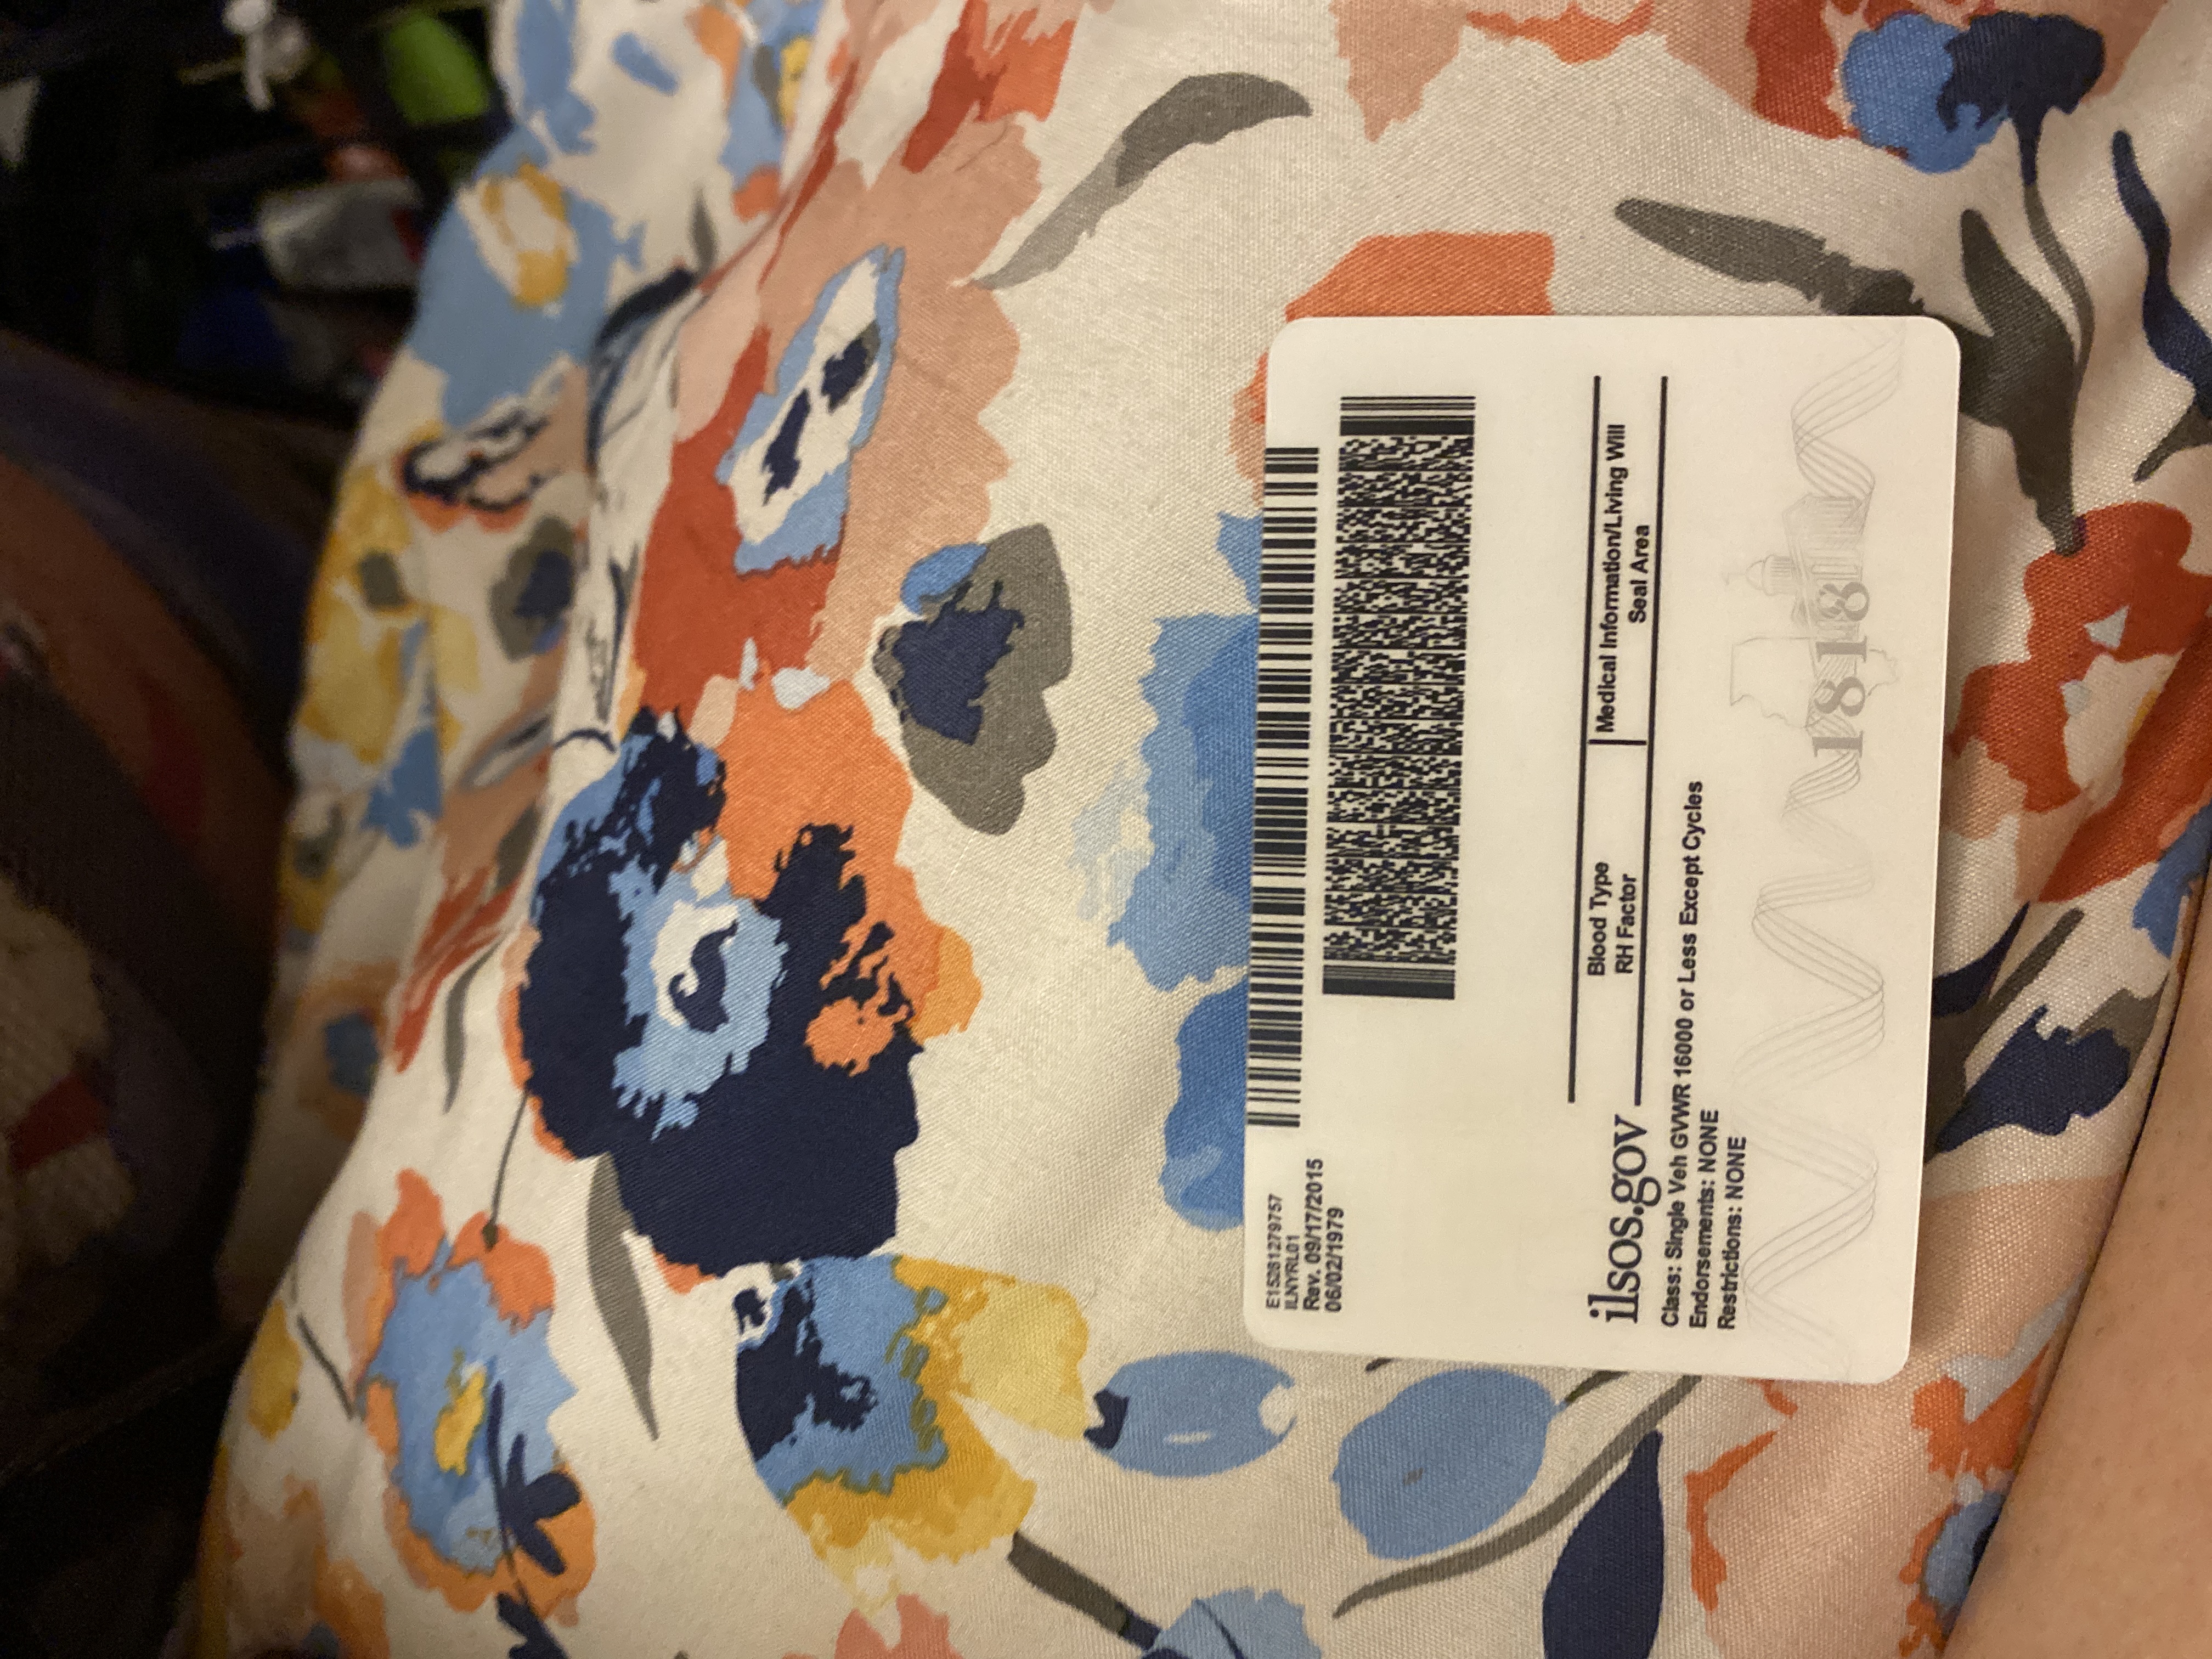 E15281279757
ILNYRL01
Rev. 09/17/2015
06/02/1979
Blood Type
RH Factor
Medical Information/Living Will
Seal Area
ilsos.gov
Class: Single Veh GVWR 16000 or Less Except Cycles
Endorsements: NONE
Restrictions: NONE
1818